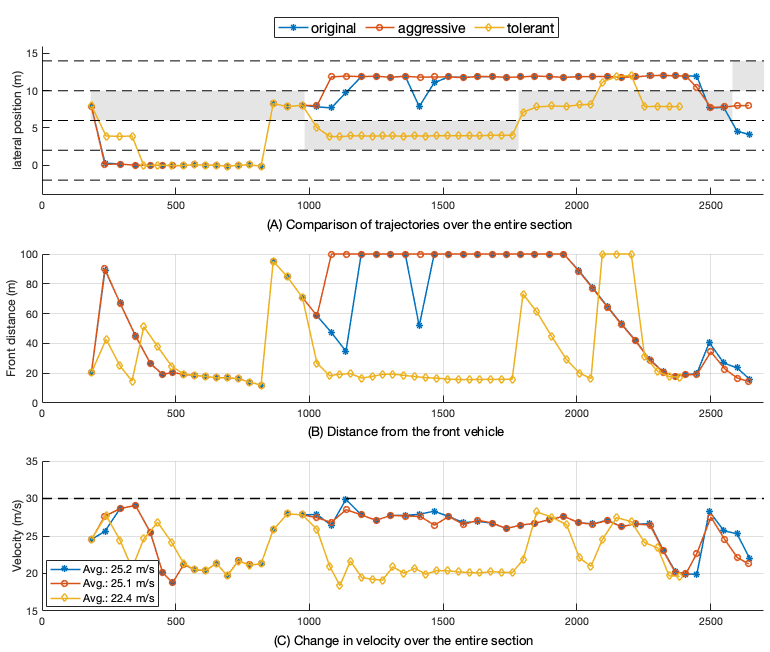 original aggressive tolerant
15
10
5
0
lateral position (m)
0 500 1000 1500 2000 2500
(A) Comparison of trajectories over the entire section
100
80
60
40
20
0
Front distance (m)
0 500 1000 1500 2000 2500
(B) Distance from the front vehicle
35
30
25
20
15
Velocity (m/s)
Avg.: 25.2 m/s
Avg.: 25.1 m/s
Avg.: 22.4 m/s
0 500 1000 1500 2000 2500
(C) Change in velocity over the entire section